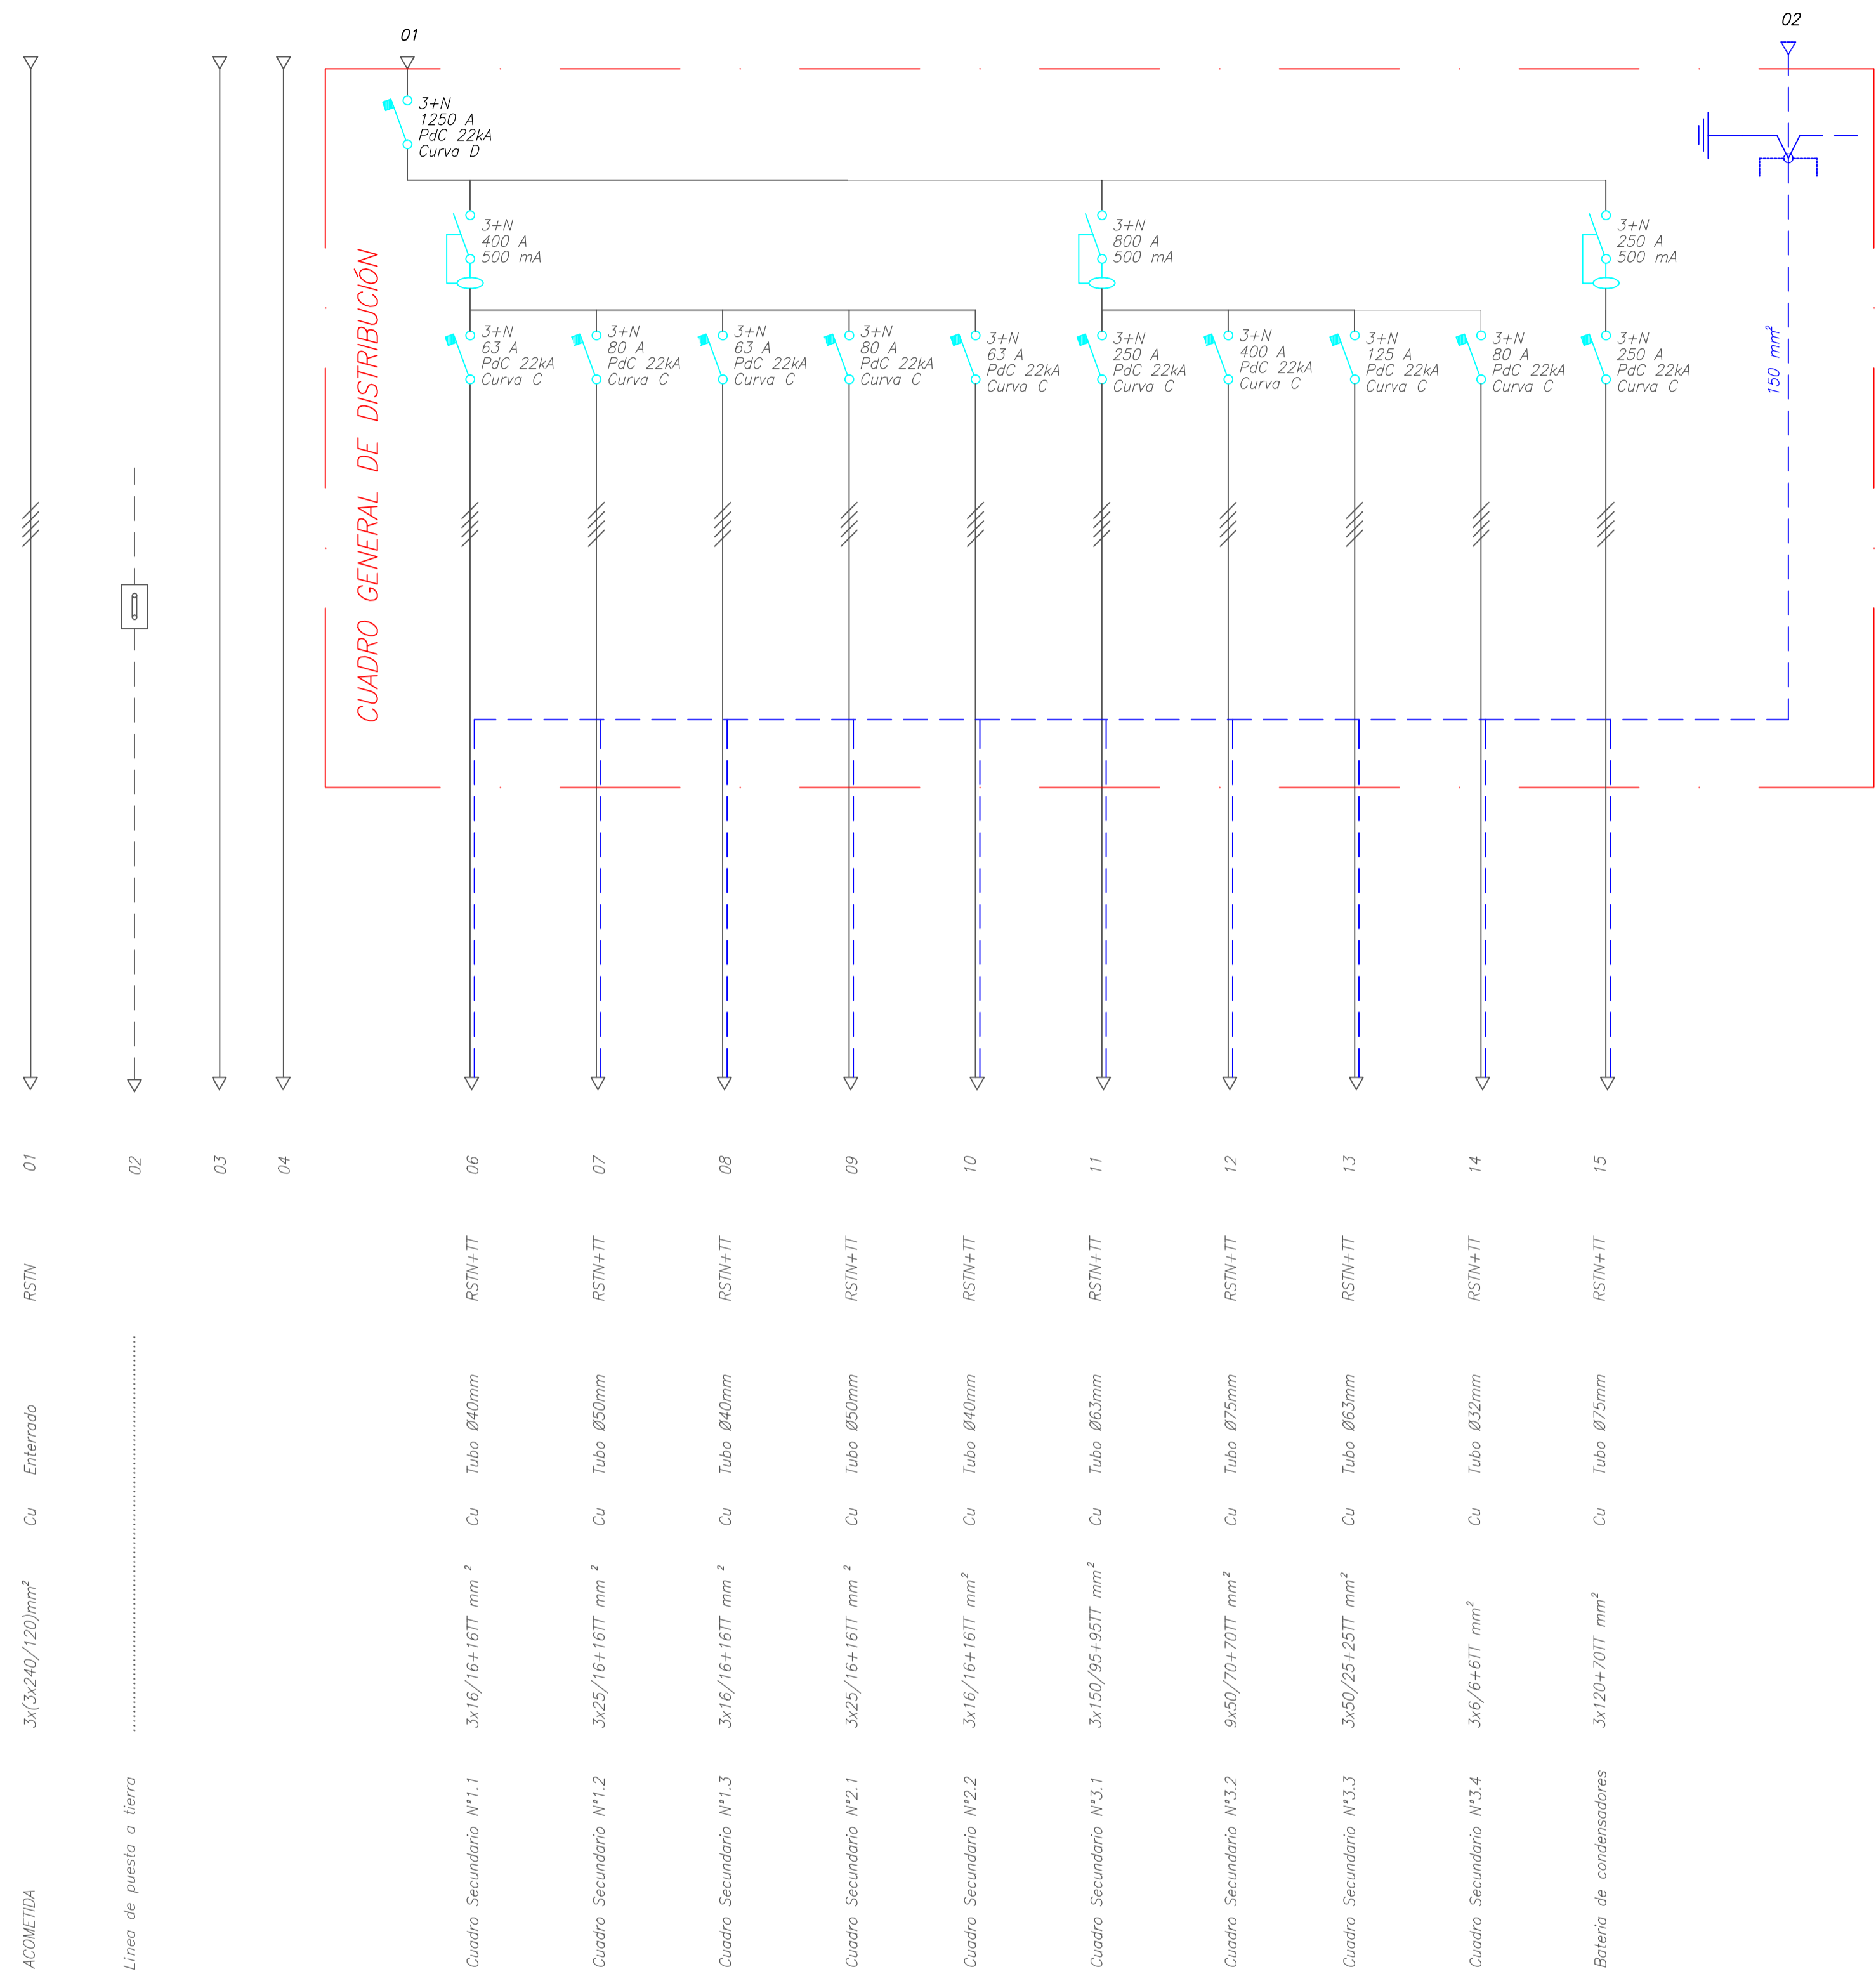 01
02
3+N
1250 A
PdC 22kA
Curva D
3+N
400 A
500 mA
3+N
800 A
500 mA
3+N
250 A
500 mA
CUADRO GENERAL DE DISTRIBUCIÓN
3+N
63 A
PdC 22kA
Curva C
3+N
80 A
PdC 22kA
Curva C
3+N
63 A
PdC 22kA
Curva C
3+N
80 A
PdC 22kA
Curva C
3+N
63 A
PdC 22kA
Curva C
3+N
250 A
PdC 22kA
Curva C
3+N
400 A
PdC 22kA
Curva C
3+N
125 A
PdC 22kA
Curva C
3+N
80 A
PdC 22kA
Curva C
3+N
250 A
PdC 22kA
Curva C
150 mm²
ACOMETIDA 3x(3x240/120)mm² Cu Enterrado RSTN 01
Linea de puesta a tierra 02
03
04
Cuadro Secundario Nº1.1 3x16/16+16TT mm ² Cu Tubo Ø40mm RSTN+TT 06
Cuadro Secundario Nº1.2 3x25/16+16TT mm ² Cu Tubo Ø50mm RSTN+TT 07
Cuadro Secundario Nº1.3 3x16/16+16TT mm ² Cu Tubo Ø40mm RSTN+TT 08
Cuadro Secundario Nº2.1 3x25/16+16TT mm ² Cu Tubo Ø50mm RSTN+TT 09
Cuadro Secundario Nº2.2 3x16/16+16TT mm² Cu Tubo Ø40mm RSTN+TT 10
Cuadro Secundario Nº3.1 3x150/95+95TT mm² Cu Tubo Ø63mm RSTN+TT 11
Cuadro Secundario Nº3.2 9x50/70+70TT mm² Cu Tubo Ø75mm RSTN+TT 12
Cuadro Secundario Nº3.3 3x50/25+25TT mm² Cu Tubo Ø63mm RSTN+TT 13
Cuadro Secundario Nº3.4 3x6/6+6TT mm² Cu Tubo Ø32mm RSTN+TT 14
Bateria de condensadores 3x120+70TT mm² Cu Tubo Ø75mm RSTN+TT 15